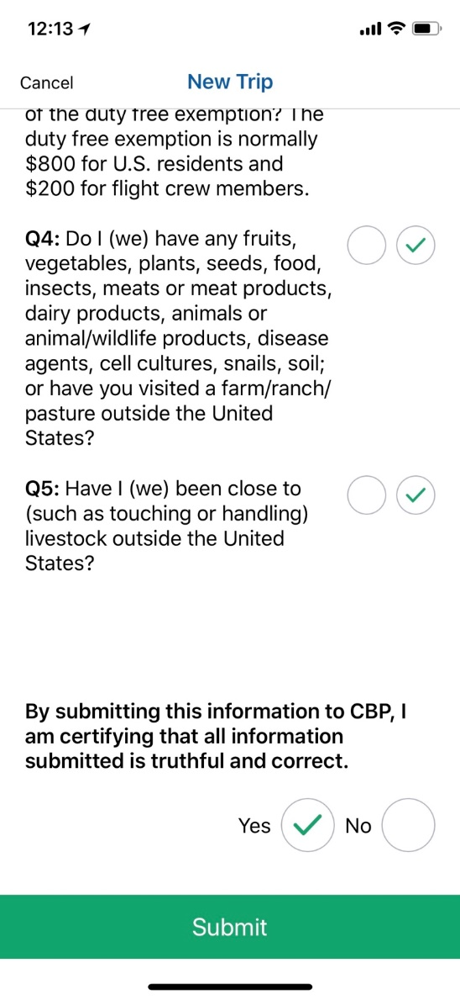 12:13
Cancel
New Trip
of the duty free exemption? The
duty free exemption is normally
$800 for U.S. residents and
$200 for flight crew members.
Q4: Do I (we) have any fruits,
vegetables, plants, seeds, food,
insects, meats or meat products,
dairy products, animals or
animal/wildlife products, disease
agents, cell cultures, snails, soil;
or have you visited a farm/ranch/
pasture outside the United
States?
Q5: Have I (we) been close to
(such as touching or handling)
livestock outside the United
States?
By submitting this information to CBP, I
am certifying that all information
submitted is truthful and correct.
Yes
No
Submit